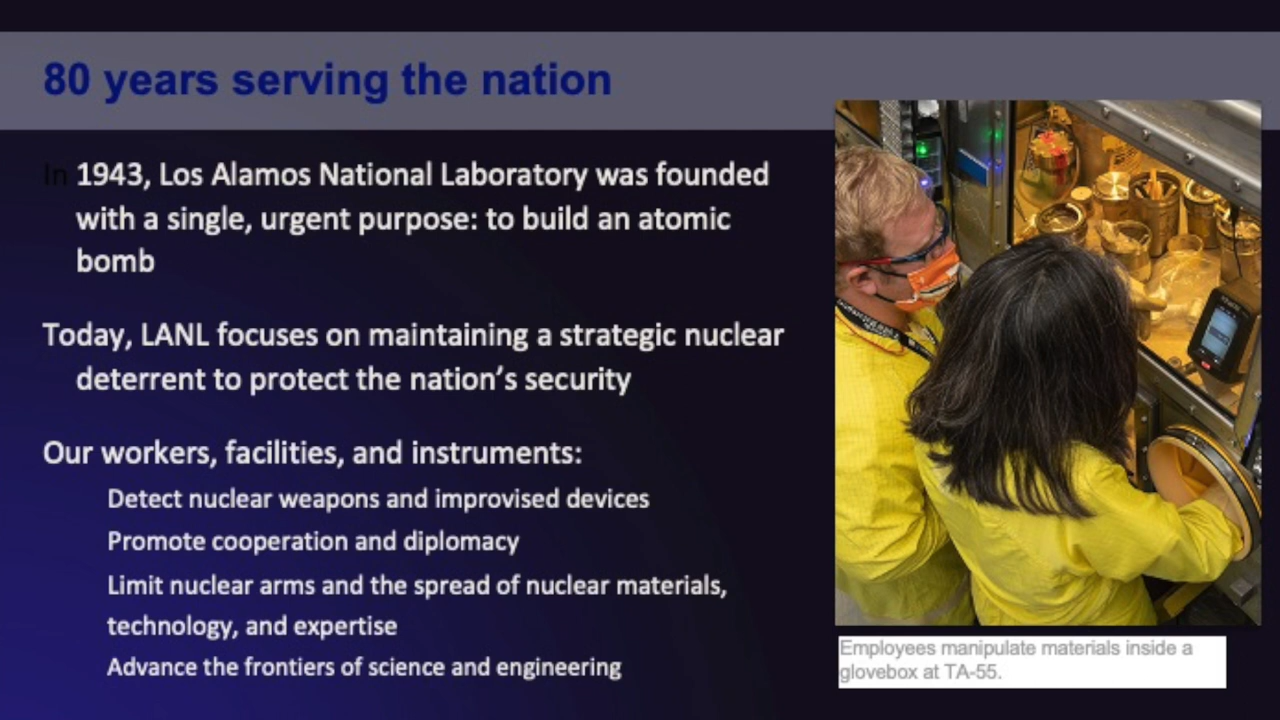 80 years serving the nation
In 1943, Los Alamos National Laboratory was founded
with a single, urgent purpose: to build an atomic
bomb
Today, LANL focuses on maintaining a strategic nuclear
deterrent to protect the nation’s security
Our workers, facilities, and instruments:
Detect nuclear weapons and improvised devices
Promote cooperation and diplomacy
Limit nuclear arms and the spread of nuclear materials,
technology, and expertise
Advance the frontiers of science and engineering
Employees manipulate materials inside a
glovebox at TA-55.